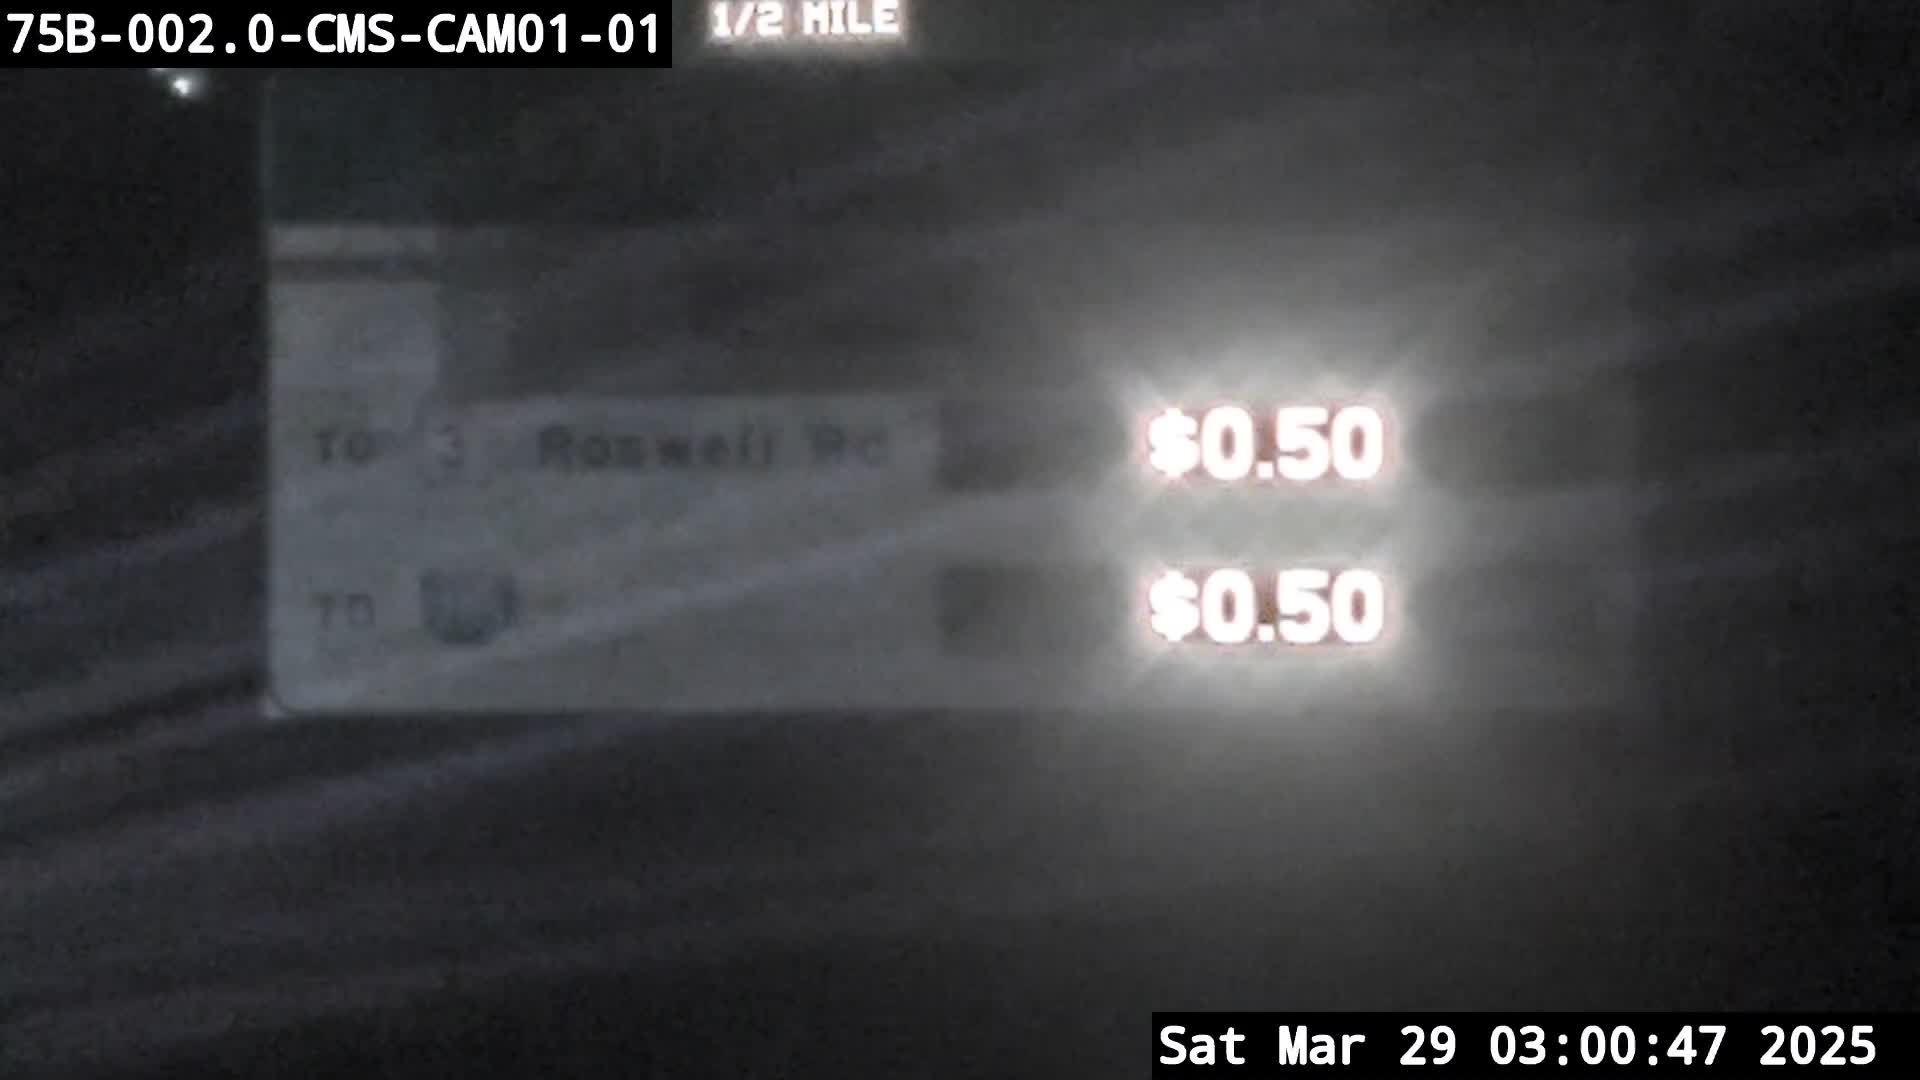 75B-002.0-CMS-CAM01-01
1/2 MILE
TO 3 Roswell Rd $0.50
TO $0.50
Sat Mar 29 03:00:47 2025